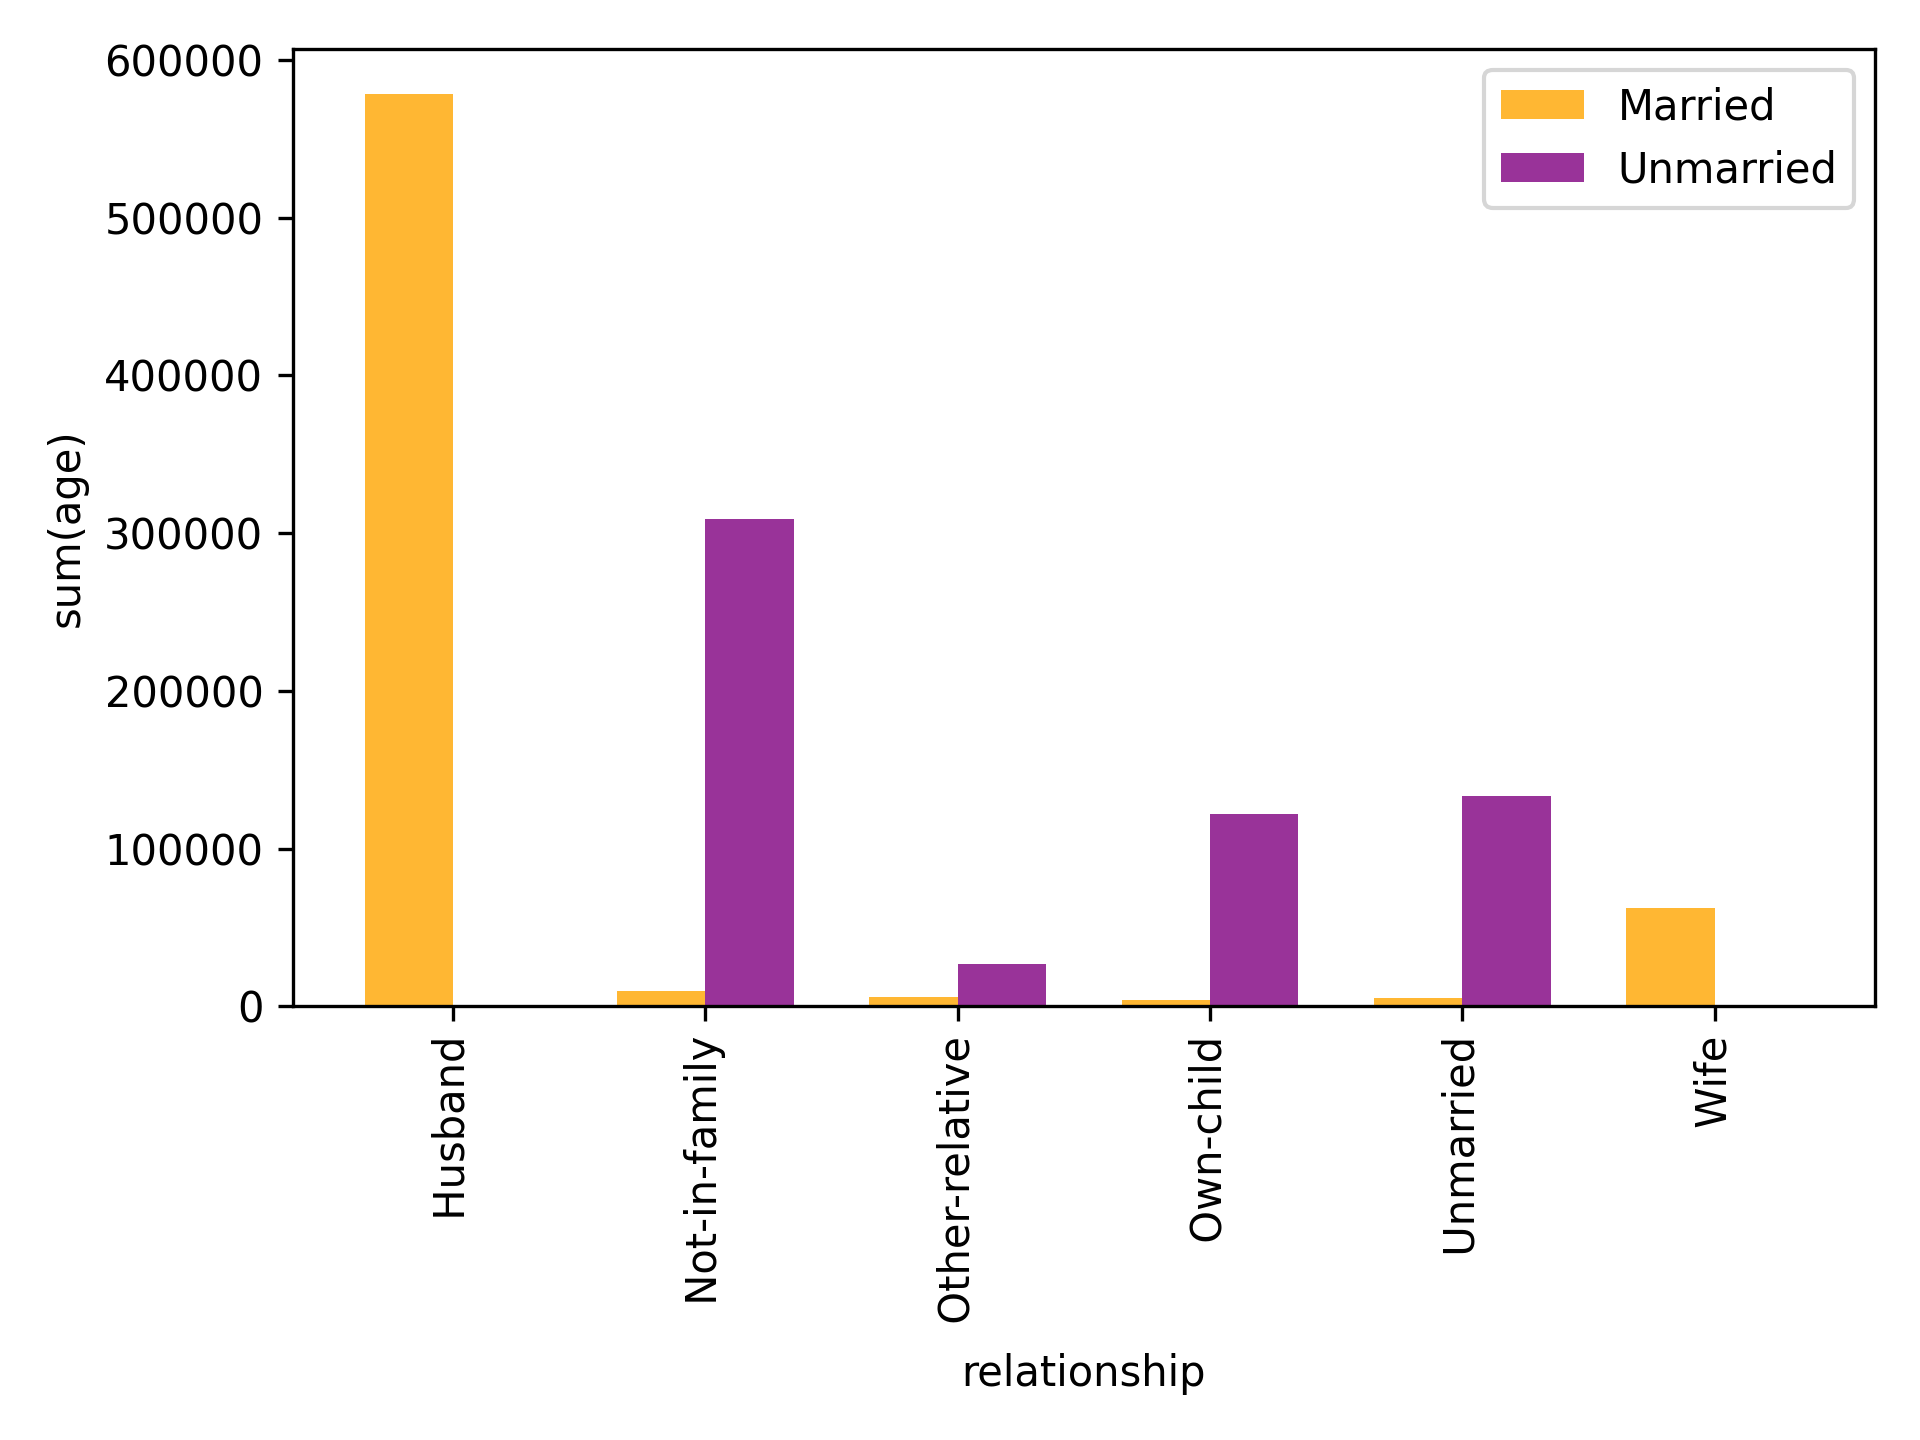 600000
500000
400000
300000
200000
100000
0
sum(age)
Married
Unmarried
Husband
Not-in-family
Other-relative
Own-child
Unmarried
Wife
relationship